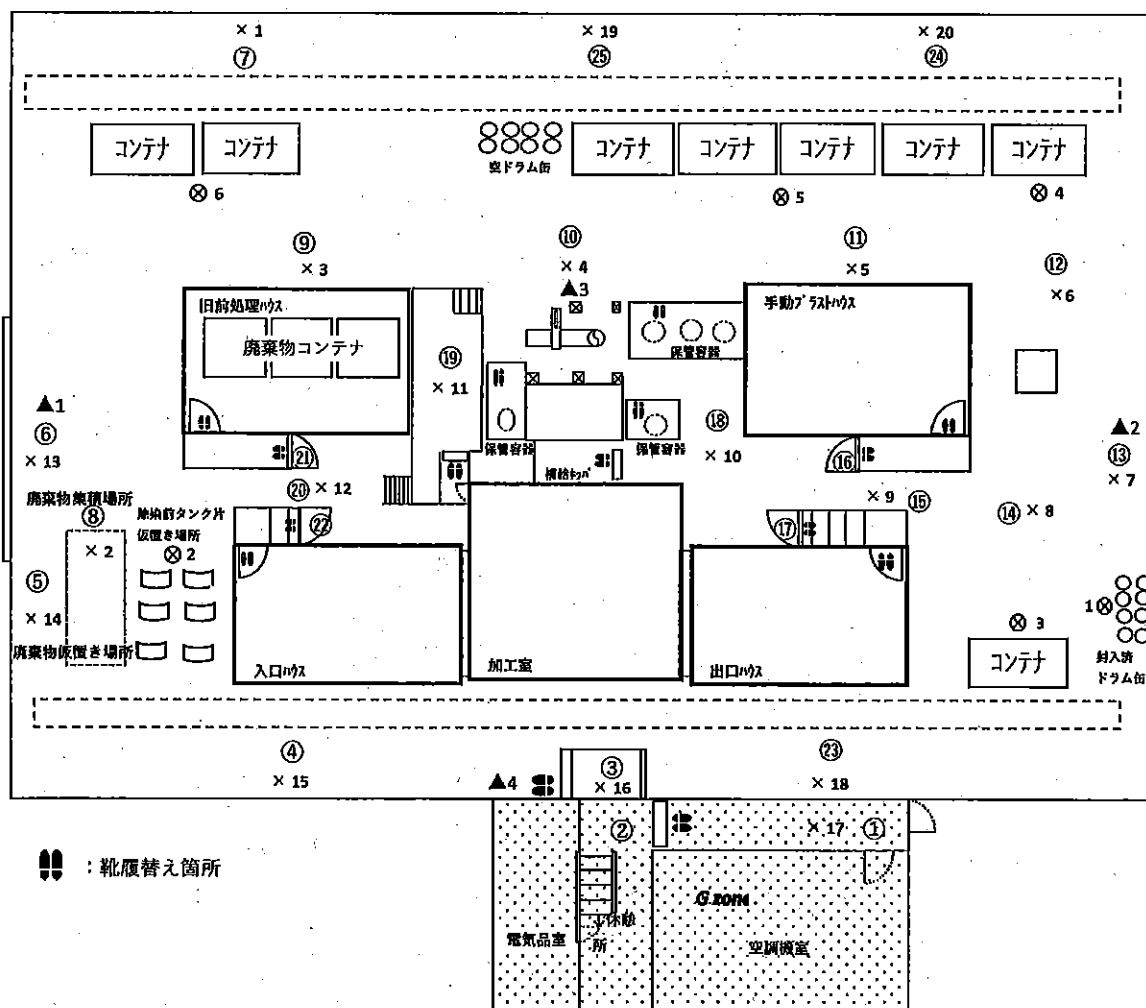 × 1
× 19
× 20
⑦
㉕
㉔
コンテナ
コンテナ
空ドラム缶
コンテナ
コンテナ
コンテナ
コンテナ
コンテナ
⊗ 6
⊗ 5
⊗ 4
⑨
× 3
⑩
× 4
▲3
⑪
× 5
⑫
× 6
旧前処理ハウス
廃棄物コンテナ
⑲
× 11
保管容器
手動ブラストハウス
▲1
⑥
× 13
㉑
保管容器
保管容器
⑱
× 10
⑯
▲2
⑬
× 7
廃棄物集積場所
⑧
× 2
⑳ × 12
㉒
除染前タンク片
仮置き場所
⊗ 2
× 9
⑮
⑰
⑭ × 8
⑤
× 14
廃棄物仮置き場所
入口ハウス
加工室
出口ハウス
⊗ 3
コンテナ
1 ⊗
封入済
ドラム缶
④
× 15
▲4
③
× 16
㉓
× 18
②
× 17
①
:靴履替え箇所
G zone
電気品室
休憩
所
空調機室